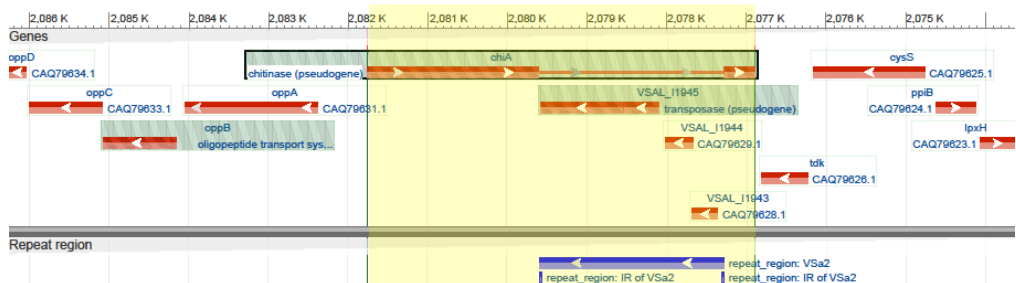 2,086 K 2,085 K 2,084 K 2,083 K 2,082 K 2,081 K 2,080 K 2,079 K 2,078 K 2,077 K 2,076 K 2,075 K
Genes
oppD chiA cysS
CAQ79634.1 chitinase (pseudogene) CAQ79625.1
oppC oppA VSAL_I1945 ppiB
CAQ79633.1 CAQ79631.1 transposase (pseudogene) CAQ79624.1
oppB VSAL_I1944 lpxH
oligopeptide transport sys... CAQ79629.1 CAQ79623.1
tdk
CAQ79626.1
VSAL_I1943
CAQ79628.1
Repeat region
repeat_region: VSa2
repeat_region: IR of VSa2 repeat_region: IR of VSa2